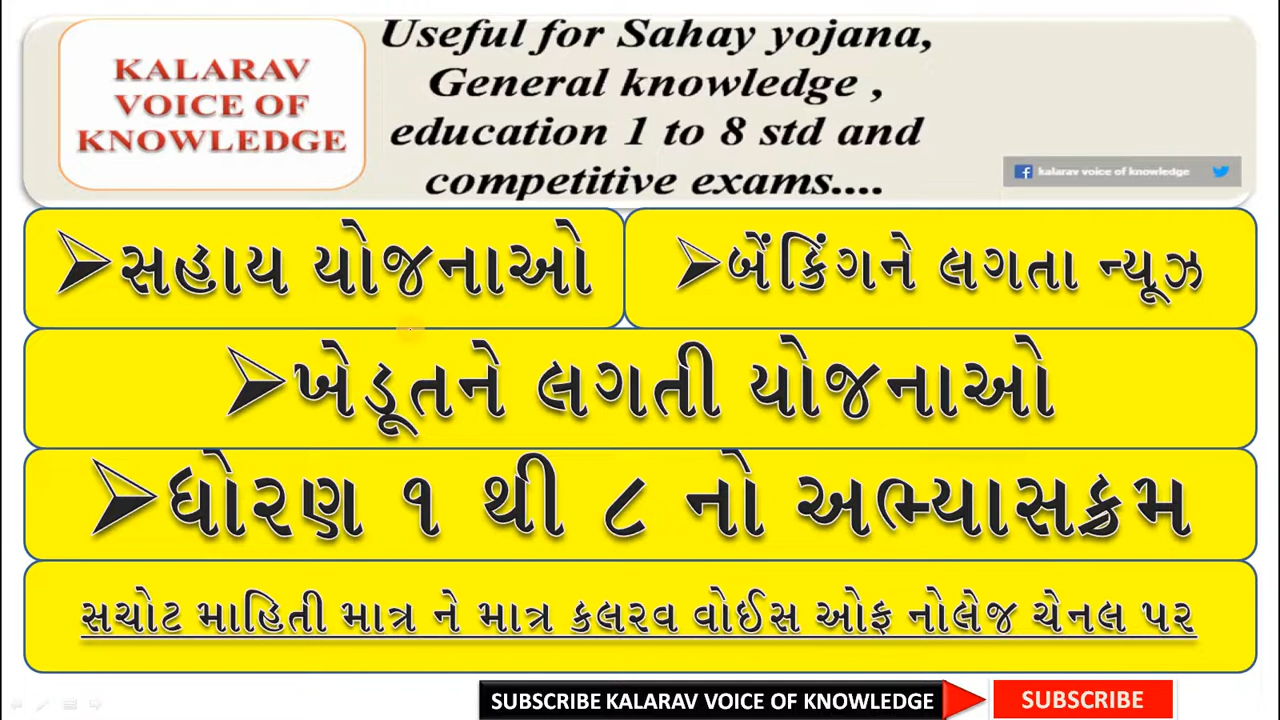 KALARAV
VOICE OF
KNOWLEDGE
Useful for Sahay yojana,
General knowledge ,
education 1 to 8 std and
competitive exams....
kalarav voice of knowledge
➢સહાય યોજનાઓ
➢બેંકિંગને લગતા ન્યૂઝ
➢ખેડૂતને લગતી યોજનાઓ
➢ધોરણ ૧ થી ૮ નો અભ્યાસક્રમ
સચોટ માહિતી માત્ર ને માત્ર કલરવ વોઈસ ઓફ નોલેજ ચેનલ પર
SUBSCRIBE KALARAV VOICE OF KNOWLEDGE
SUBSCRIBE